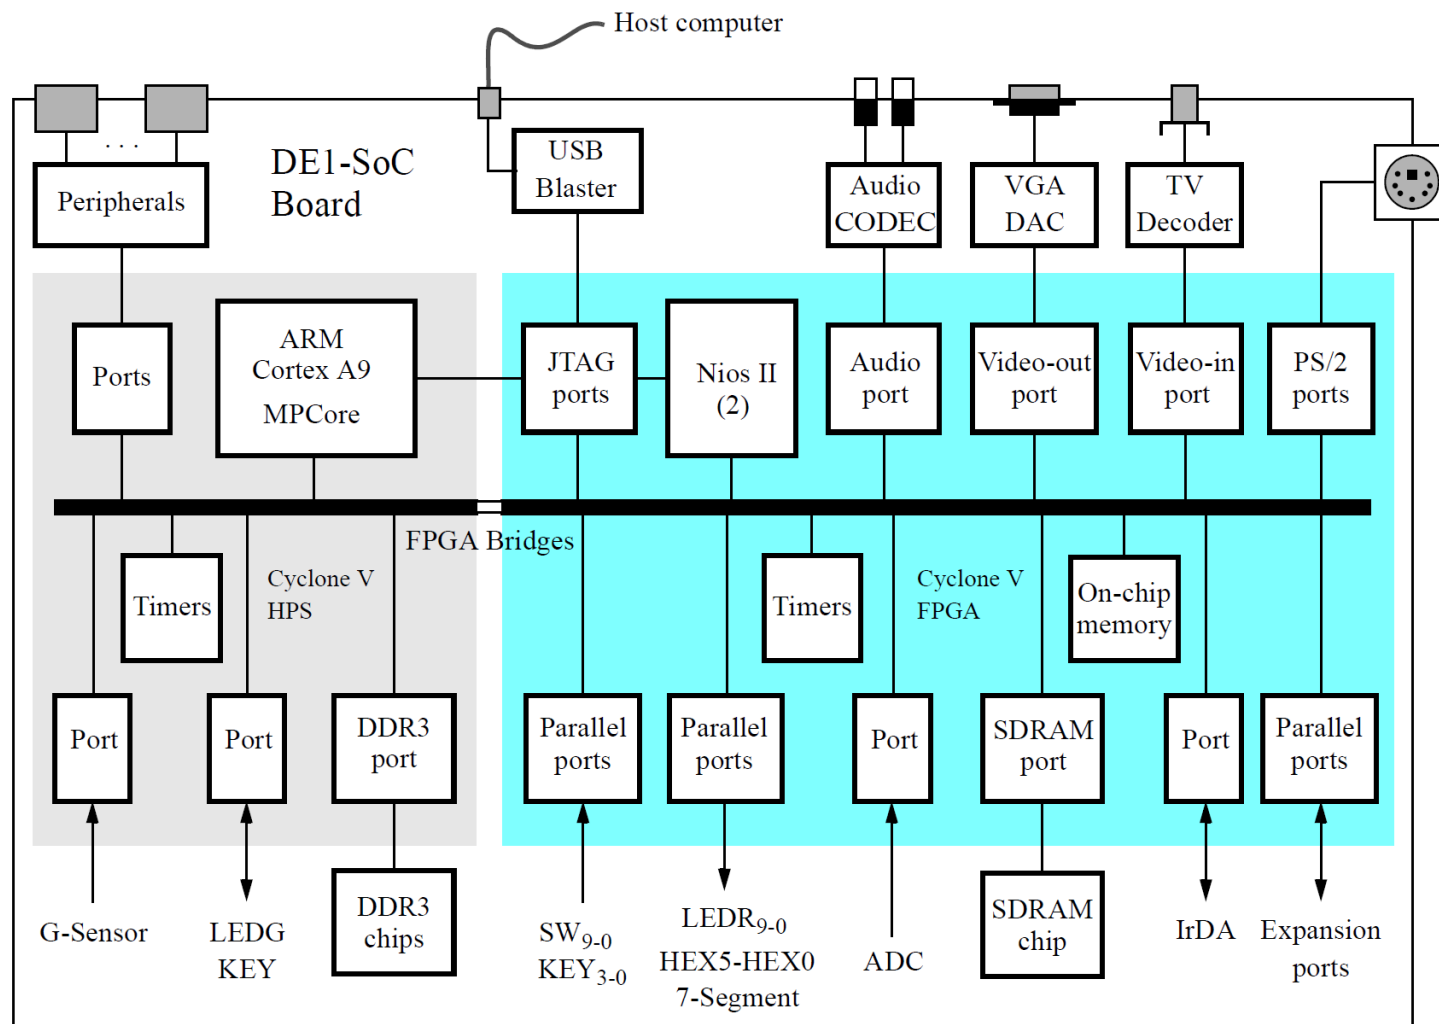 Host computer
DE1-SoC
Board
. . .
Peripherals
USB
Blaster
Audio
CODEC
VGA
DAC
TV
Decoder
Ports
ARM
Cortex A9
MPCore
JTAG
ports
Nios II
(2)
Audio
port
Video-out
port
Video-in
port
PS/2
ports
FPGA Bridges
Timers
Cyclone V
HPS
Timers
Cyclone V
FPGA
On-chip
memory
Port
Port
DDR3
port
Parallel
ports
Parallel
ports
Port
SDRAM
port
Port
Parallel
ports
G-Sensor
LEDG
KEY
DDR3
chips
SW9-0
KEY3-0
LEDR9-0
HEX5-HEX0
7-Segment
ADC
SDRAM
chip
IrDA
Expansion
ports